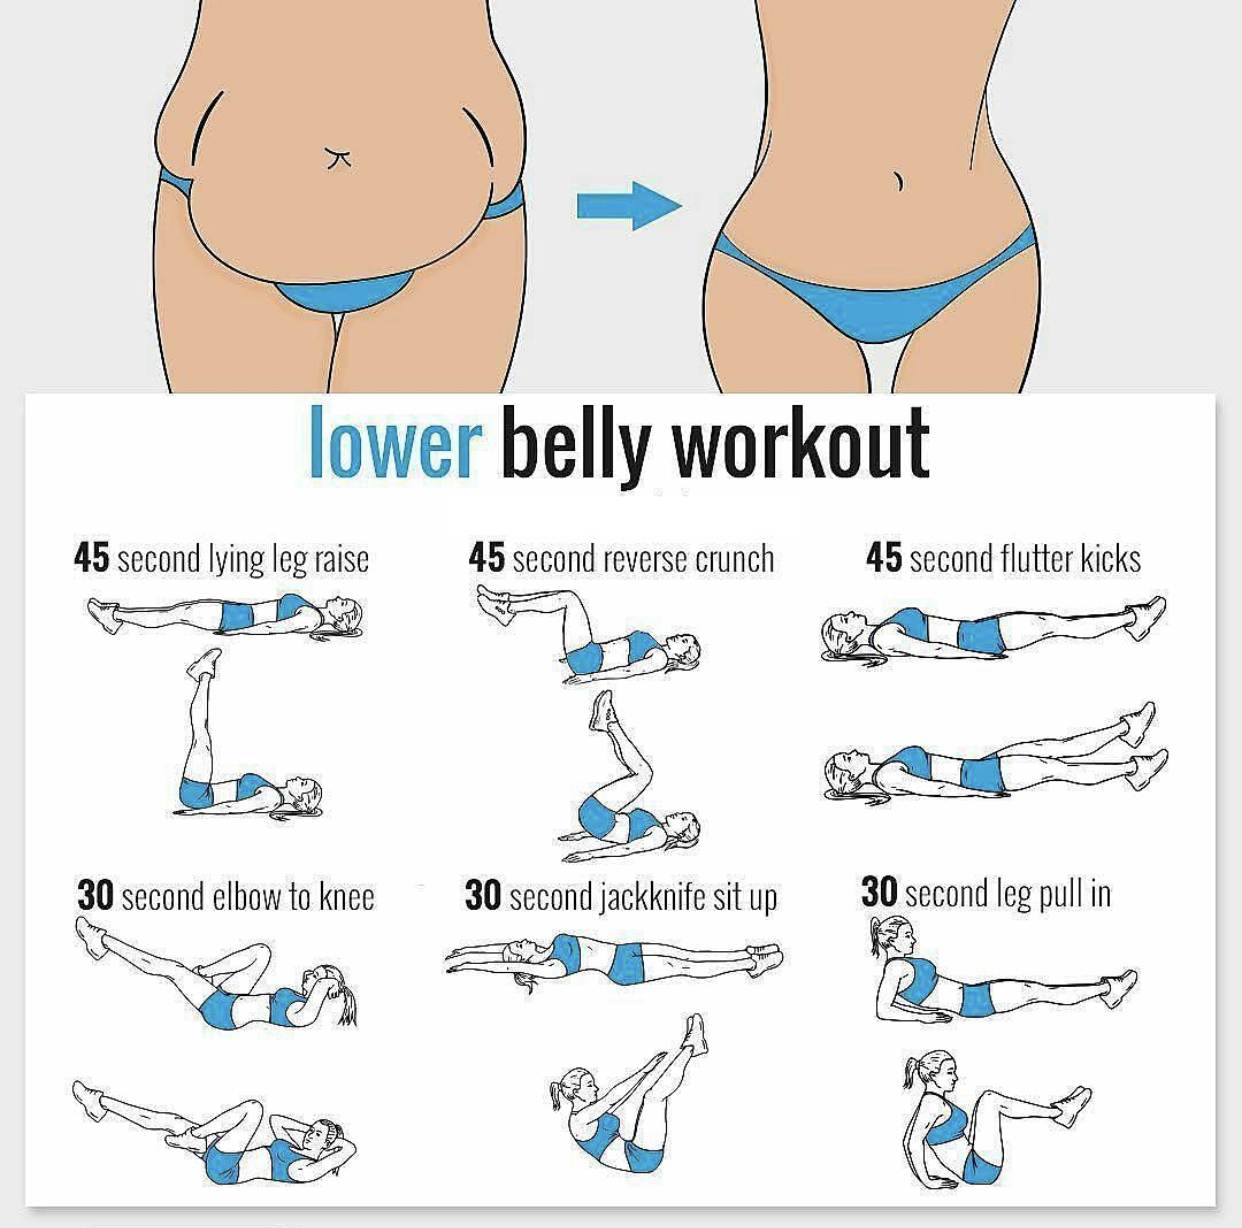 lower belly workout
45 second lying leg raise
45 second reverse crunch
45 second flutter kicks
30 second elbow to knee
30 second jackknife sit up
30 second leg pull in